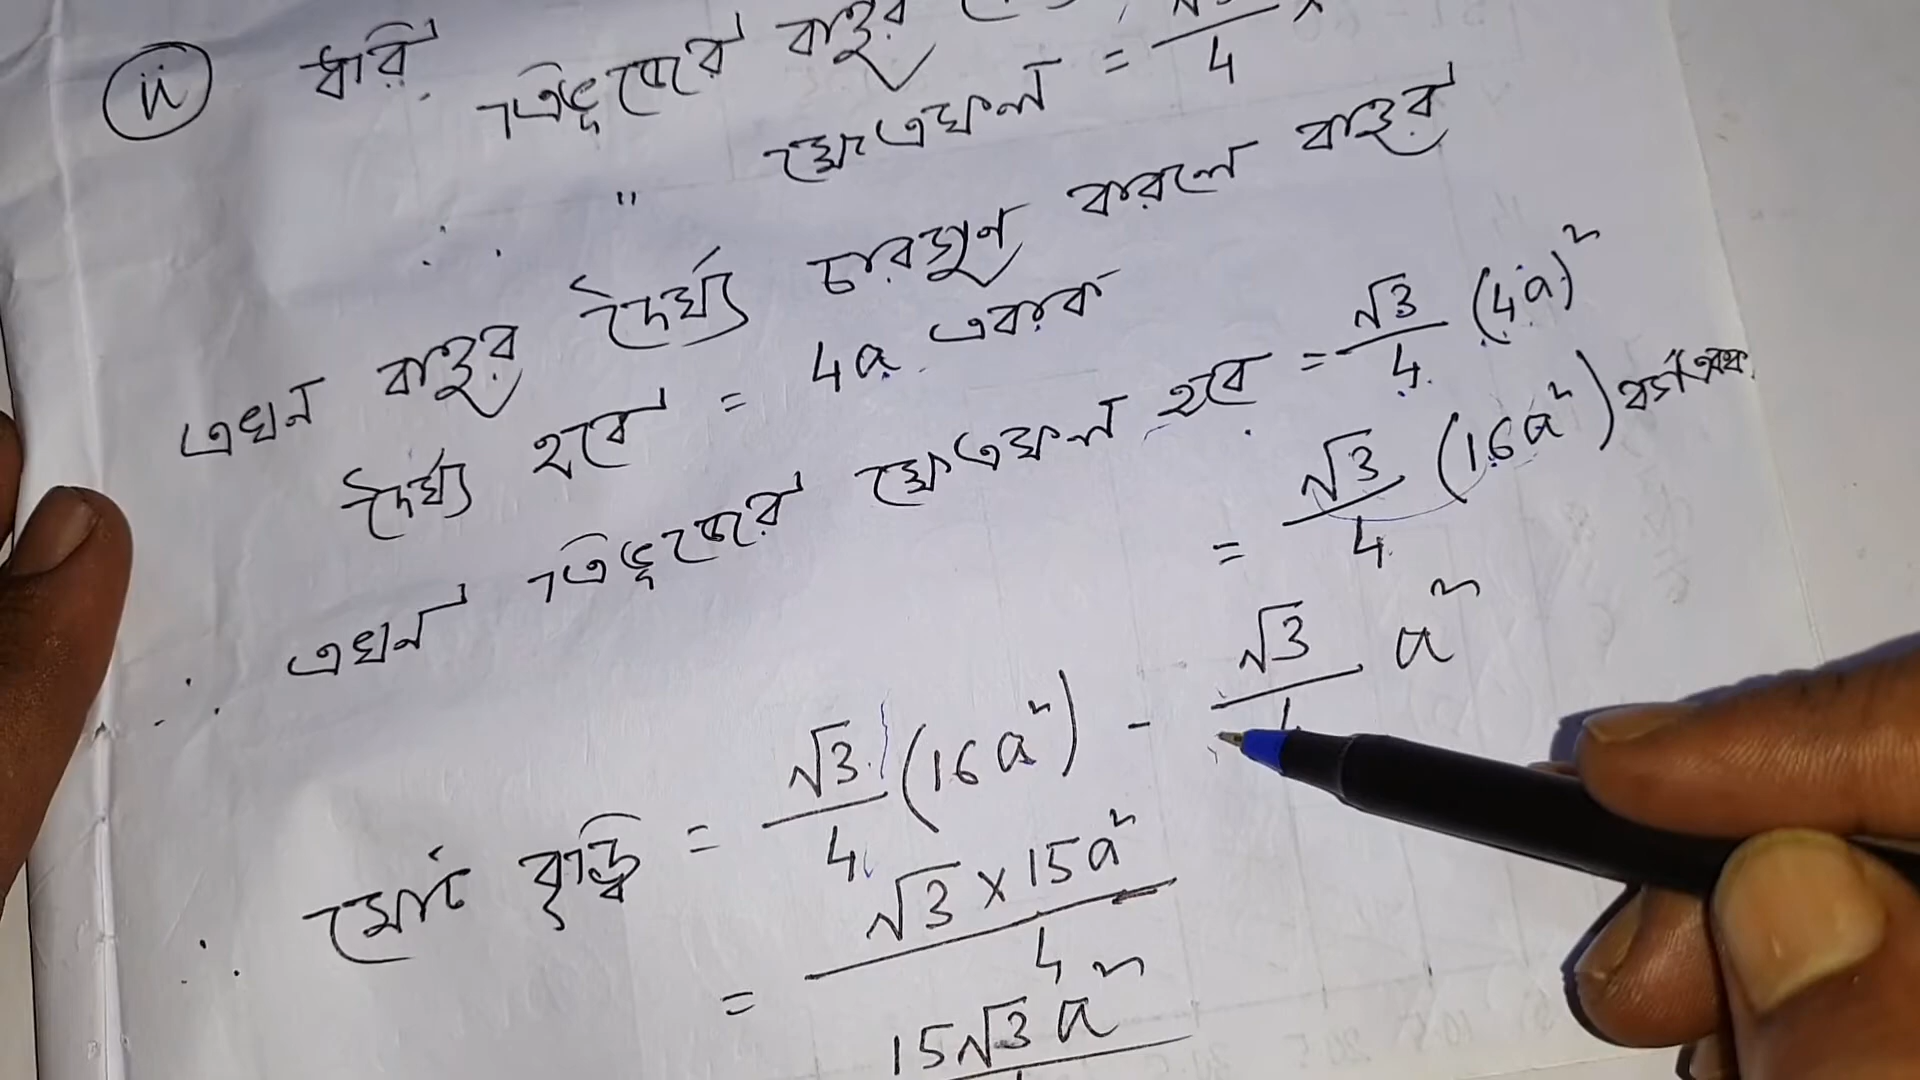 (ii) ধরি, ত্রিভুজের বাহুর
∴ " ক্ষেত্রফল = √3/4 ×
এখন বাহুর দৈর্ঘ্য চারগুণ করলে বাহুর
দৈর্ঘ্য হবে = 4a একক
∴ এখন ত্রিভুজের ক্ষেত্রফল হবে = √3/4 (4a)²
= √3/4 (16a²) বর্গএকক
∴ মোট বৃদ্ধি = √3/4 (16a²) - √3/4 a²
= √3 × 15a²/4
15√3 a²